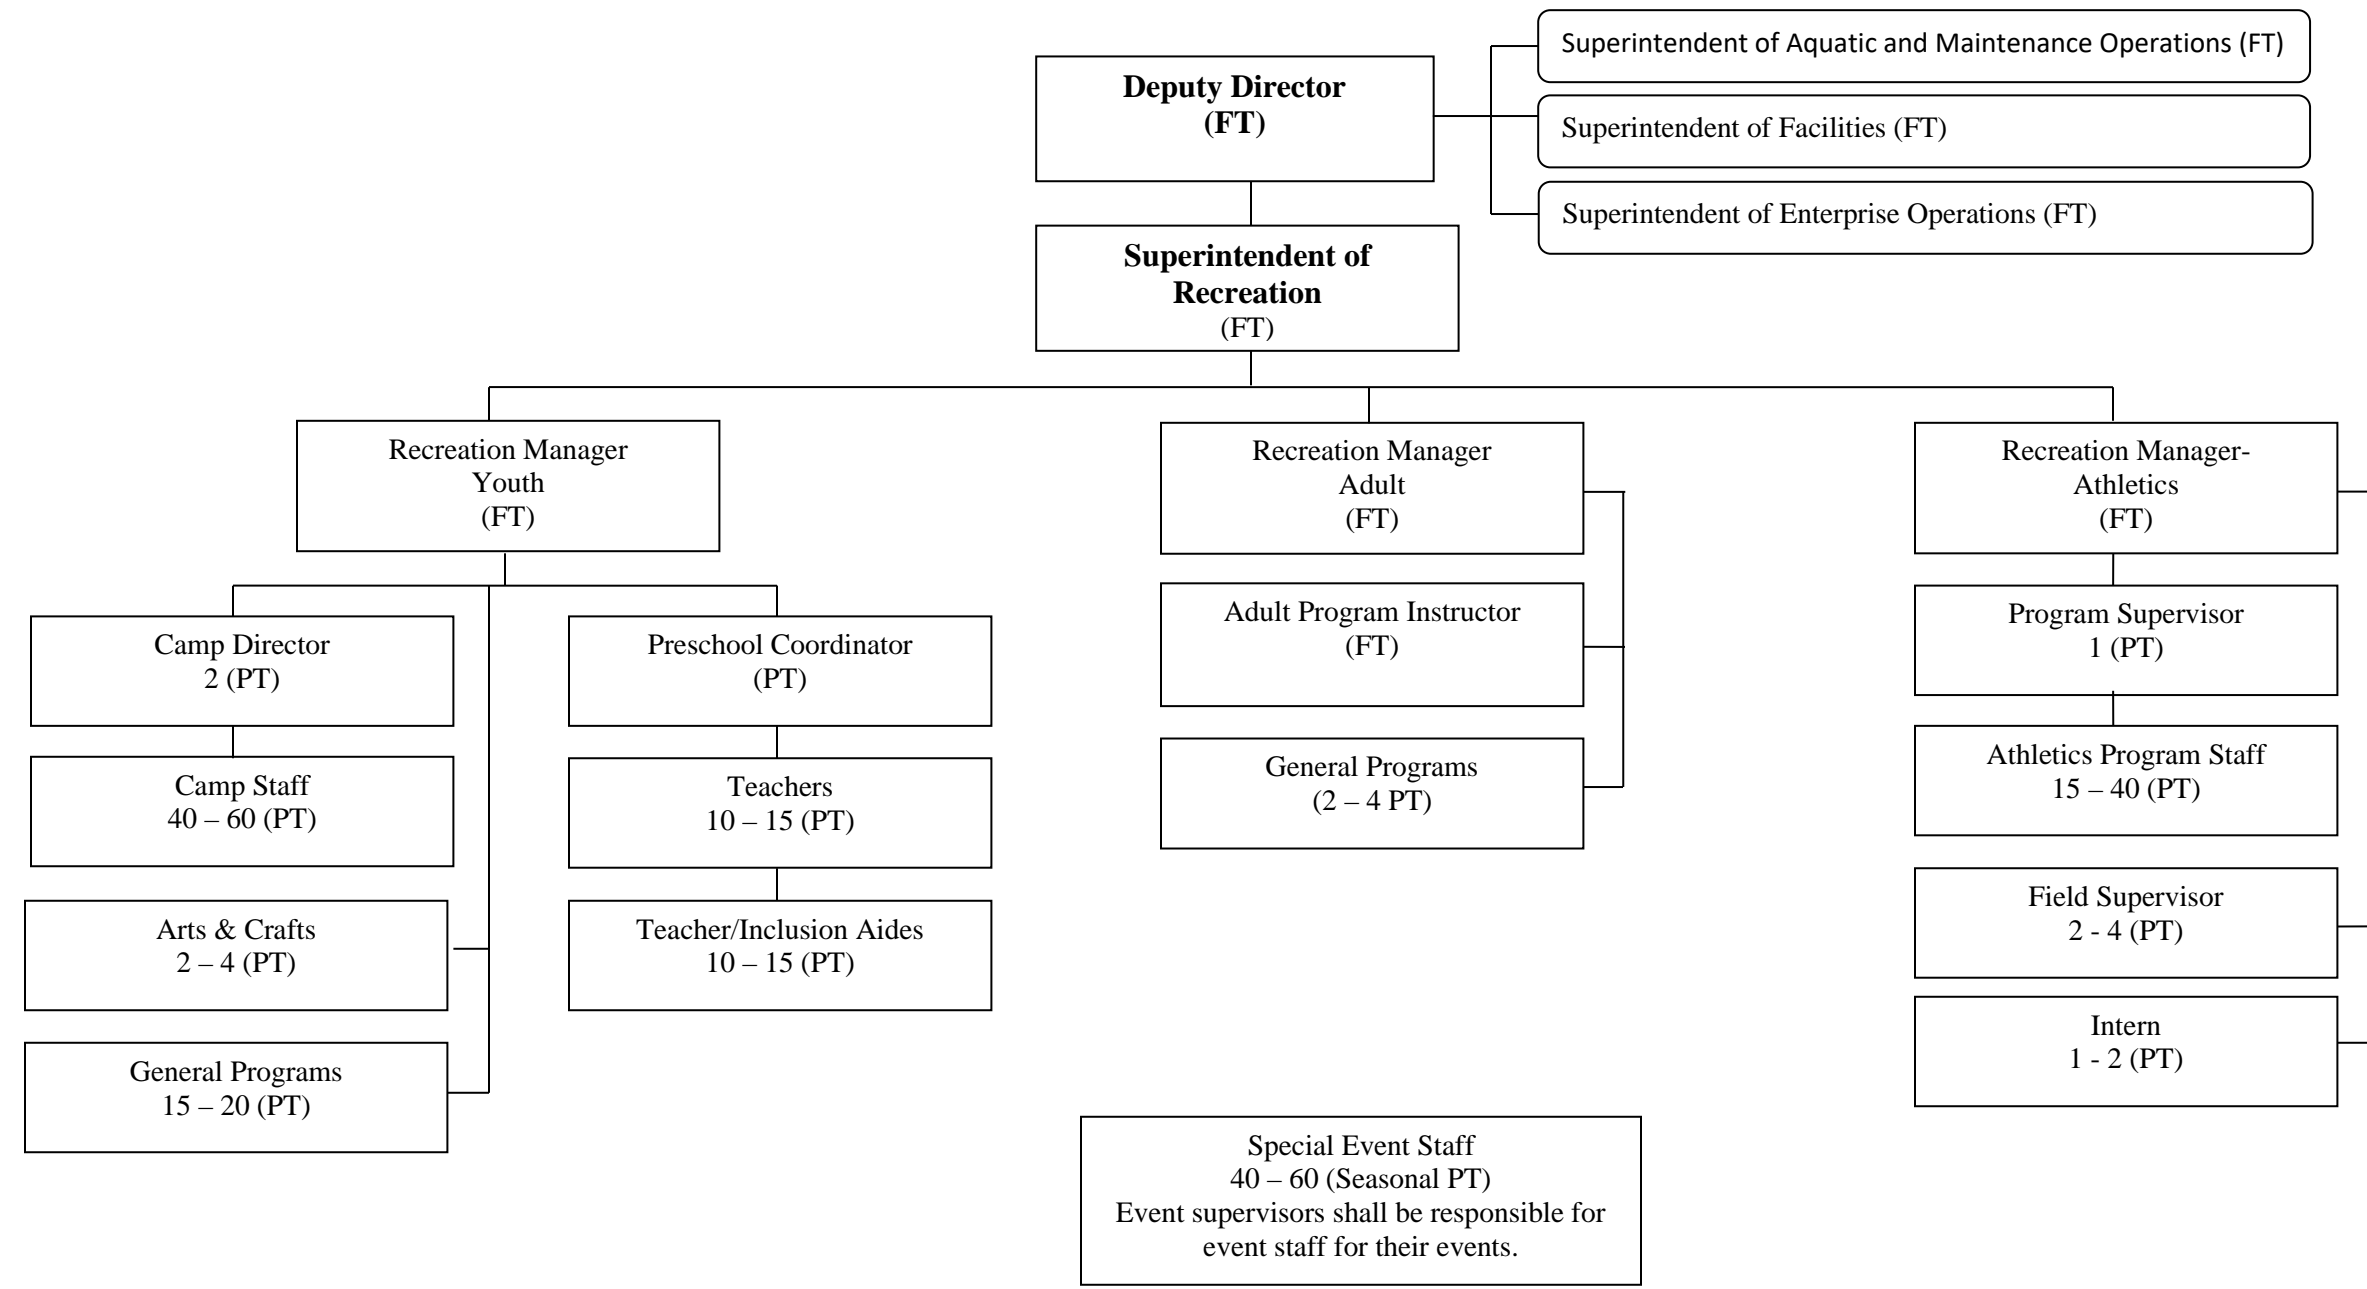 Superintendent of Aquatic and Maintenance Operations (FT)
Deputy Director
(FT)
Superintendent of Facilities (FT)
Superintendent of Enterprise Operations (FT)
Superintendent of
Recreation
(FT)
Recreation Manager
Youth
(FT)
Recreation Manager
Adult
(FT)
Recreation Manager-
Athletics
(FT)
Camp Director
2 (PT)
Preschool Coordinator
(PT)
Adult Program Instructor
(FT)
Program Supervisor
1 (PT)
Camp Staff
40 – 60 (PT)
Teachers
10 – 15 (PT)
General Programs
(2 – 4 PT)
Athletics Program Staff
15 – 40 (PT)
Arts & Crafts
2 – 4 (PT)
Teacher/Inclusion Aides
10 – 15 (PT)
Field Supervisor
2 - 4 (PT)
General Programs
15 – 20 (PT)
Intern
1 - 2 (PT)
Special Event Staff
40 – 60 (Seasonal PT)
Event supervisors shall be responsible for
event staff for their events.